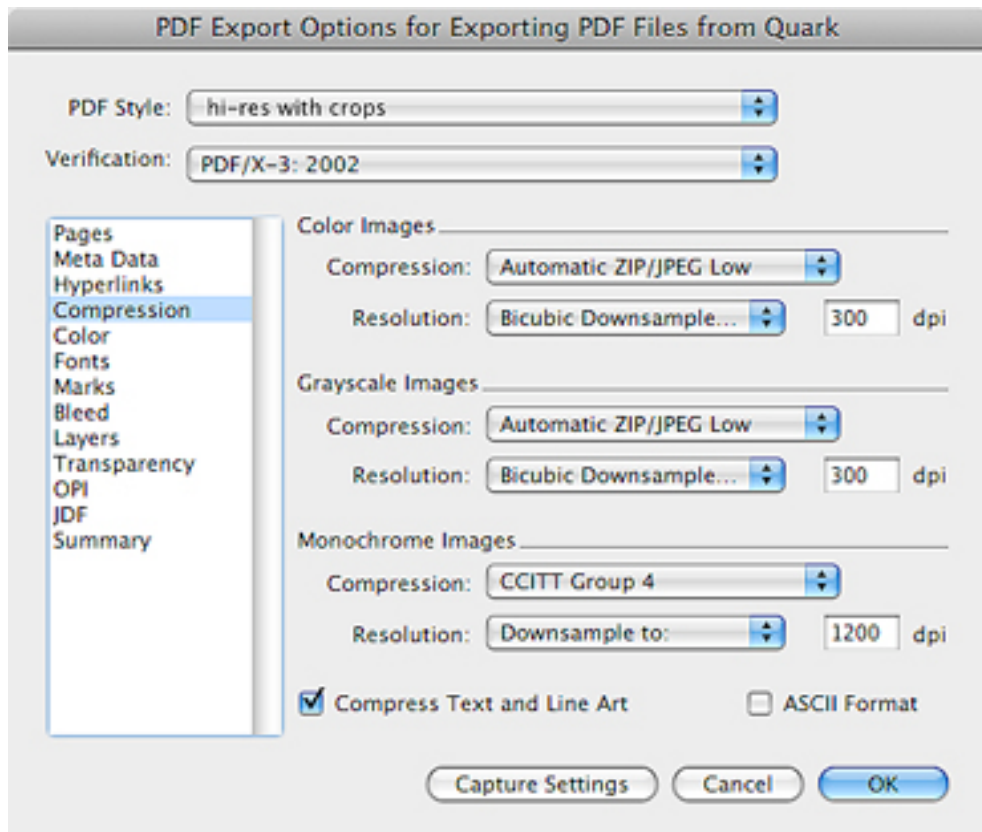 PDF Export Options for Exporting PDF Files from Quark
PDF Style: hi-res with crops
Verification: PDF/X-3: 2002
Pages
Meta Data
Hyperlinks
Compression
Color
Fonts
Marks
Bleed
Layers
Transparency
OPI
JDF
Summary
Color Images
Compression: Automatic ZIP/JPEG Low
Resolution: Bicubic Downsample... 300 dpi
Grayscale Images
Compression: Automatic ZIP/JPEG Low
Resolution: Bicubic Downsample... 300 dpi
Monochrome Images
Compression: CCITT Group 4
Resolution: Downsample to: 1200 dpi
Compress Text and Line Art ASCII Format
Capture Settings Cancel OK